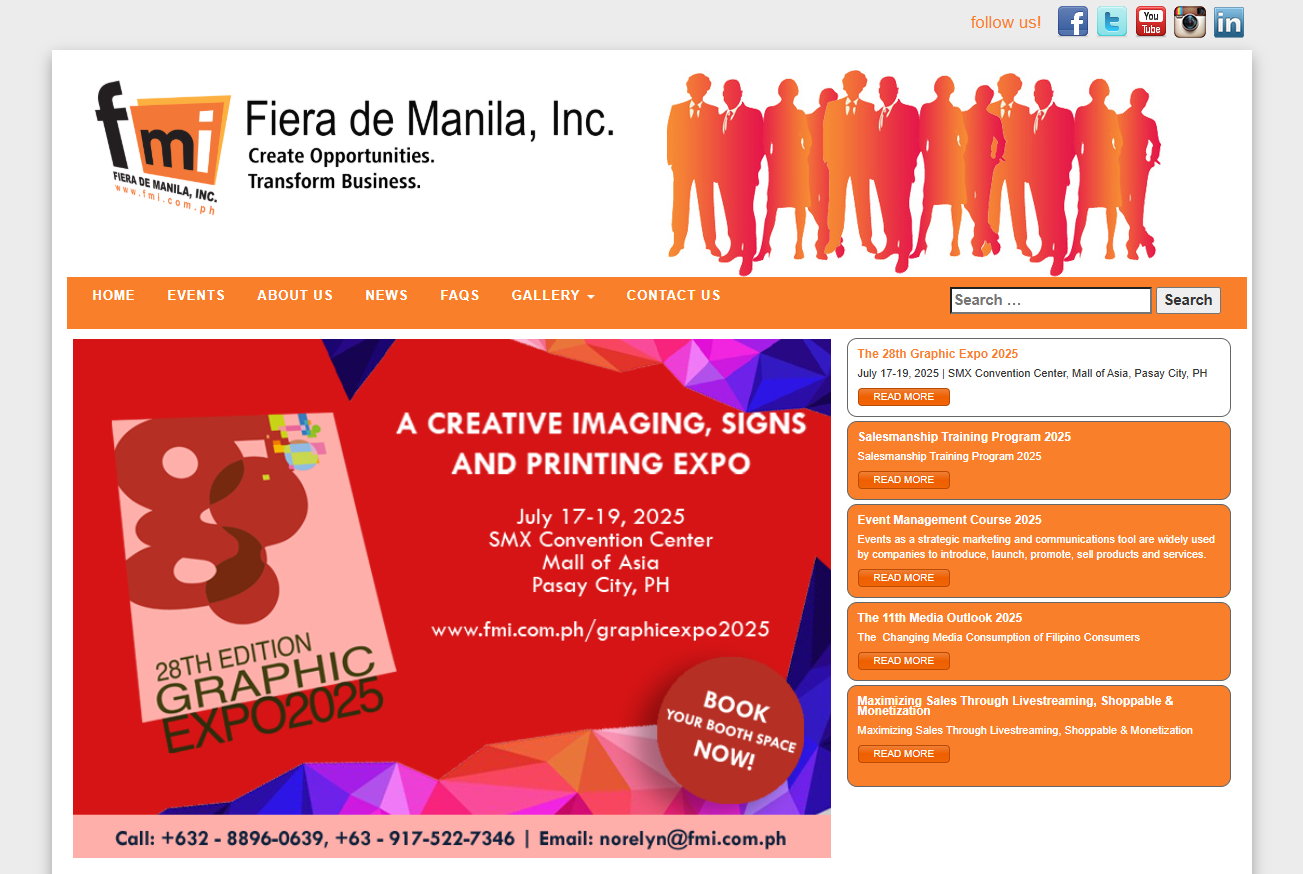 follow us!
You
Tube
in
fmi
FIERA DE MANILA, INC.
www.fmi.com.ph
Fiera de Manila, Inc.
Create Opportunities.
Transform Business.
HOME EVENTS ABOUT US NEWS FAQS GALLERY CONTACT US
Search … Search
A CREATIVE IMAGING, SIGNS
AND PRINTING EXPO
July 17-19, 2025
SMX Convention Center
Mall of Asia
Pasay City, PH
www.fmi.com.ph/graphicexpo2025
28TH EDITION
GRAPHIC
EXPO2025
BOOK
YOUR BOOTH SPACE
NOW!
Call: +632 - 8896-0639, +63 - 917-522-7346 | Email: norelyn@fmi.com.ph
The 28th Graphic Expo 2025
July 17-19, 2025 | SMX Convention Center, Mall of Asia, Pasay City, PH
READ MORE
Salesmanship Training Program 2025
Salesmanship Training Program 2025
READ MORE
Event Management Course 2025
Events as a strategic marketing and communications tool are widely used
by companies to introduce, launch, promote, sell products and services.
READ MORE
The 11th Media Outlook 2025
The  Changing Media Consumption of Filipino Consumers
READ MORE
Maximizing Sales Through Livestreaming, Shoppable &
Monetization
Maximizing Sales Through Livestreaming, Shoppable & Monetization
READ MORE